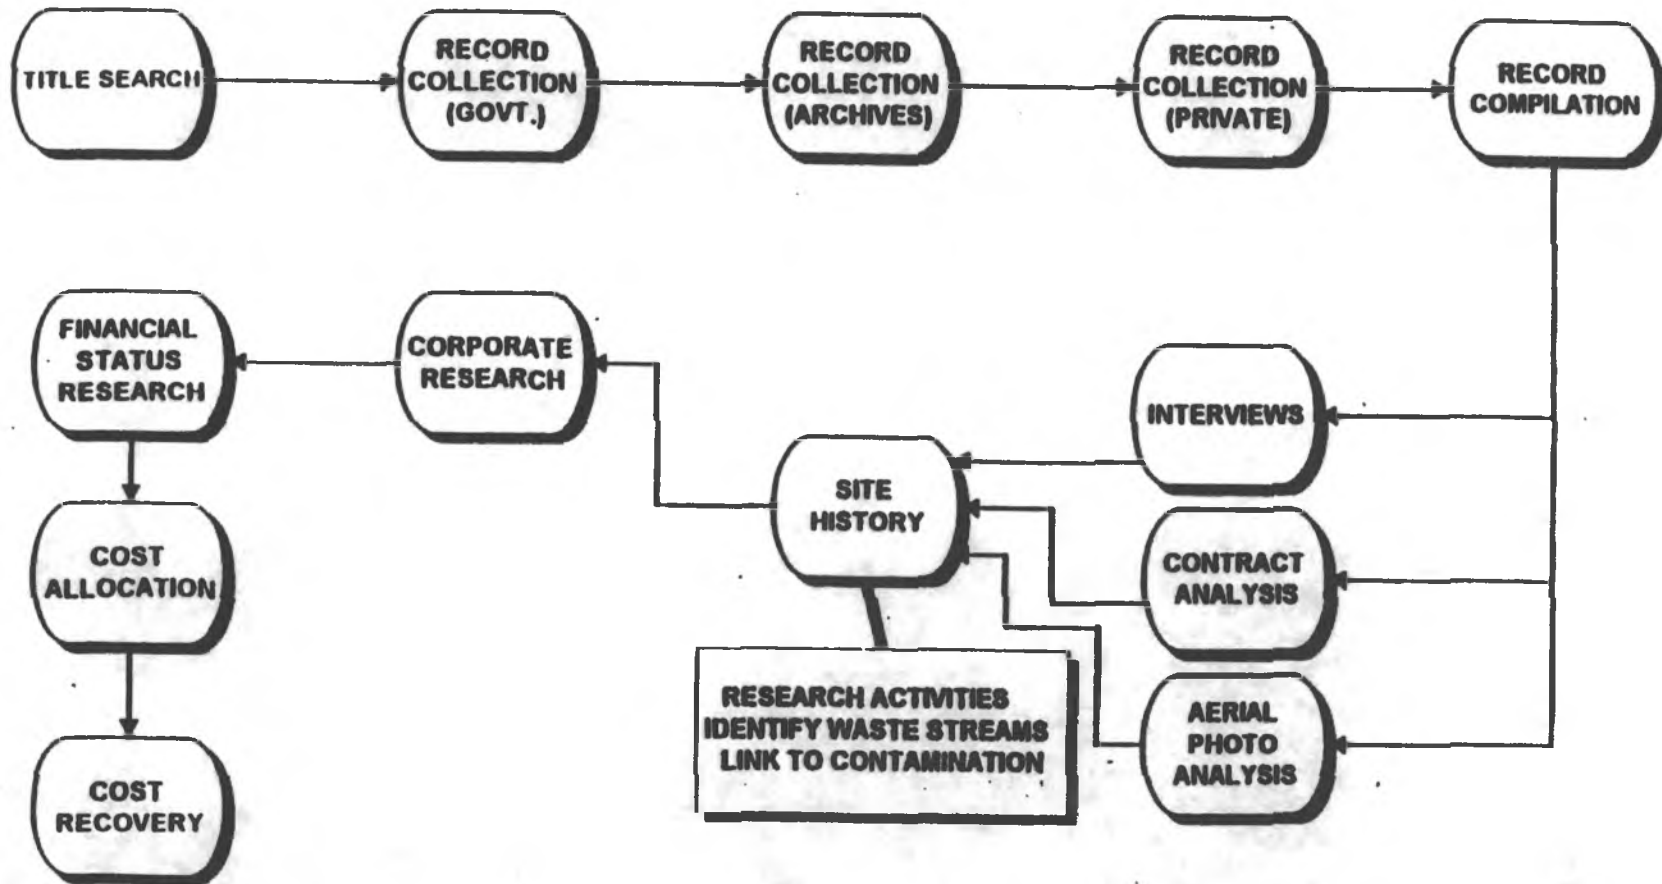 TITLE SEARCH
RECORD
COLLECTION
(GOVT.)
RECORD
COLLECTION
(ARCHIVES)
RECORD
COLLECTION
(PRIVATE)
RECORD
COMPILATION
FINANCIAL
STATUS
RESEARCH
CORPORATE
RESEARCH
INTERVIEWS
SITE
HISTORY
CONTRACT
ANALYSIS
COST
ALLOCATION
RESEARCH ACTIVITIES
IDENTIFY WASTE STREAMS
LINK TO CONTAMINATION
AERIAL
PHOTO
ANALYSIS
COST
RECOVERY